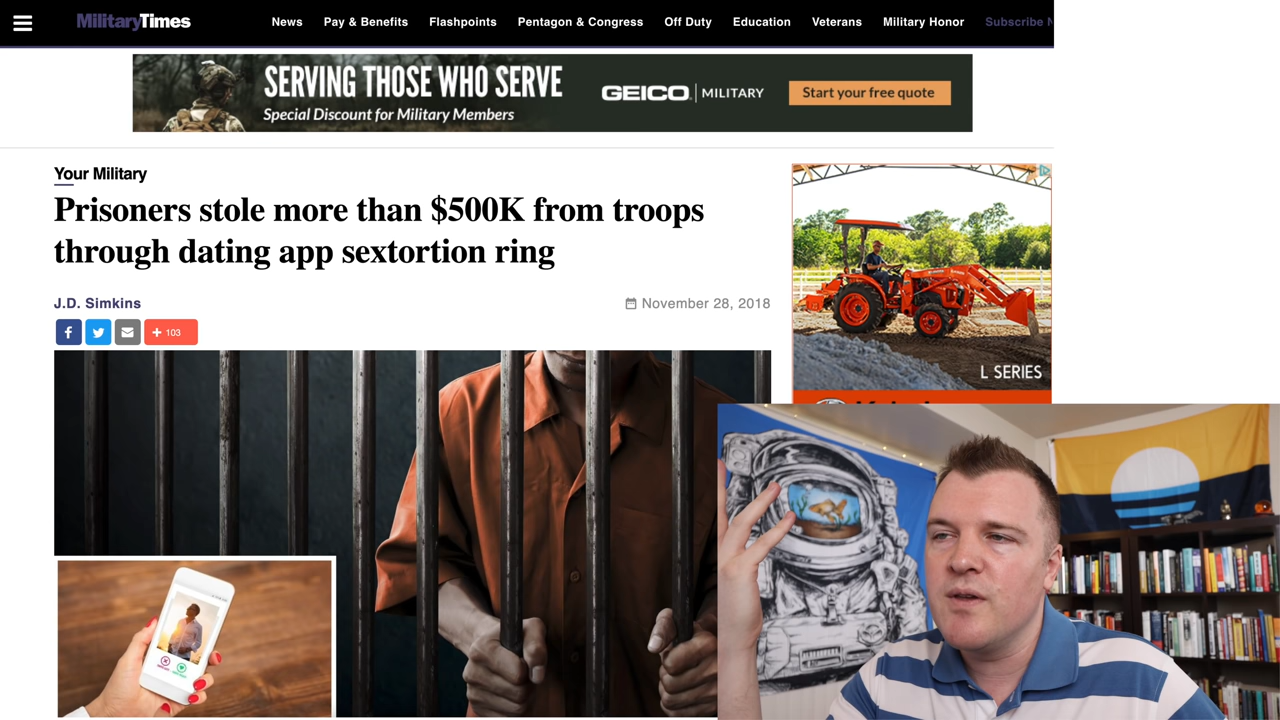 MilitaryTimes
News Pay & Benefits Flashpoints Pentagon & Congress Off Duty Education Veterans Military Honor Subscribe N
SERVING THOSE WHO SERVE
Special Discount for Military Members
GEICO | MILITARY
Start your free quote
Your Military
Prisoners stole more than $500K from troops
through dating app sextortion ring
J.D. Simkins
November 28, 2018
+ 103
L SERIES